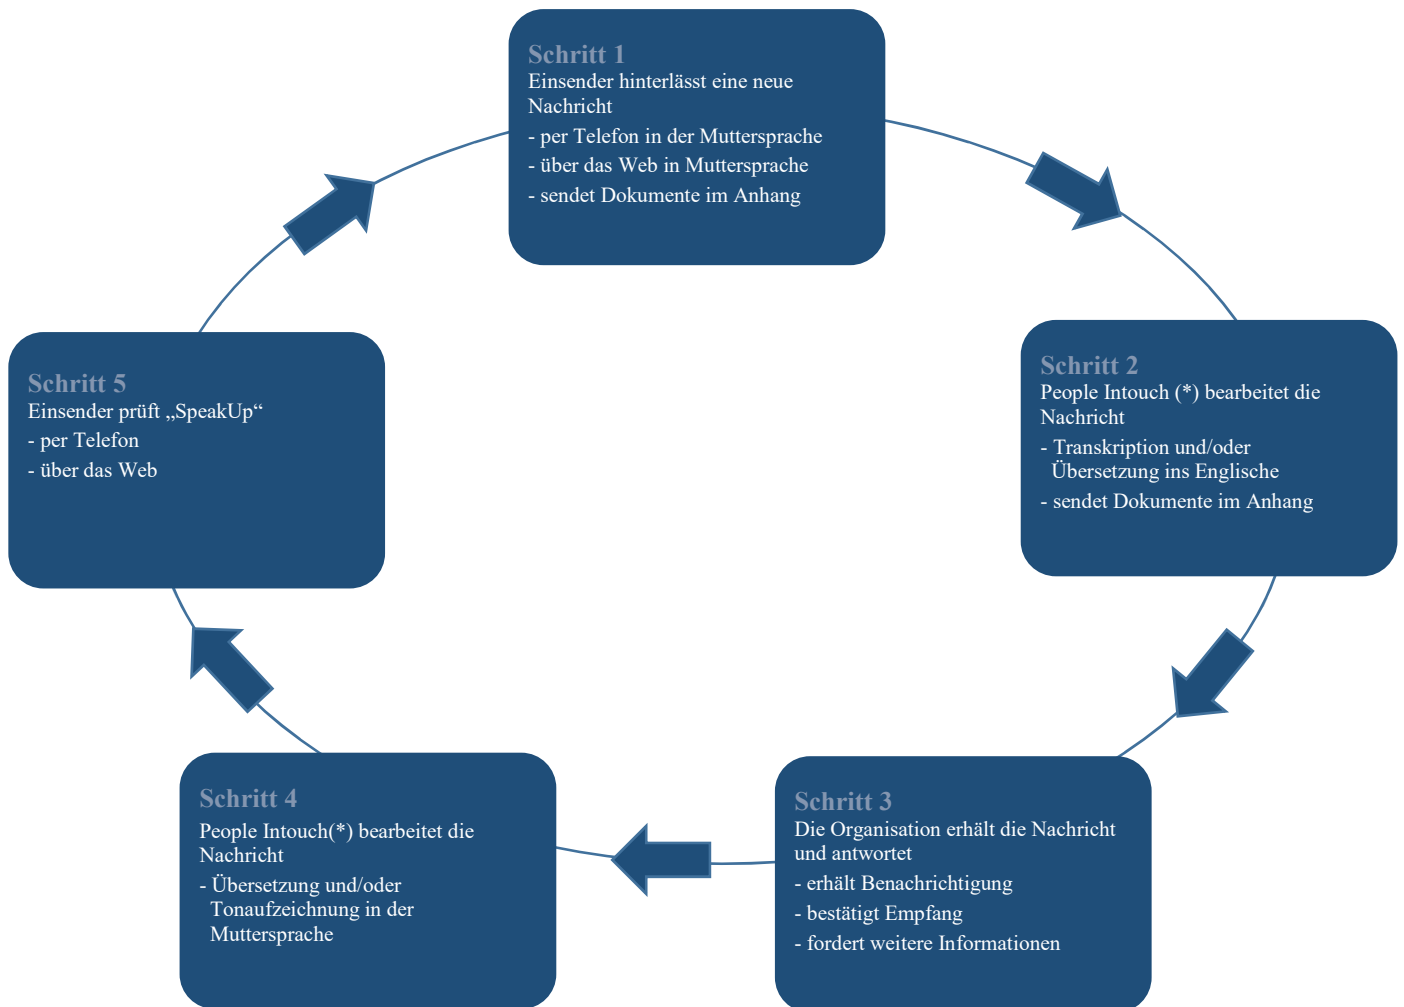 Schritt 1
Einsender hinterlässt eine neue
Nachricht
- per Telefon in der Muttersprache
- über das Web in Muttersprache
- sendet Dokumente im Anhang
Schritt 2
People Intouch (*) bearbeitet die
Nachricht
- Transkription und/oder
Übersetzung ins Englische
- sendet Dokumente im Anhang
Schritt 3
Die Organisation erhält die Nachricht
und antwortet
- erhält Benachrichtigung
- bestätigt Empfang
- fordert weitere Informationen
Schritt 4
People Intouch(*) bearbeitet die
Nachricht
- Übersetzung und/oder
Tonaufzeichnung in der
Muttersprache
Schritt 5
Einsender prüft „SpeakUp“
- per Telefon
- über das Web